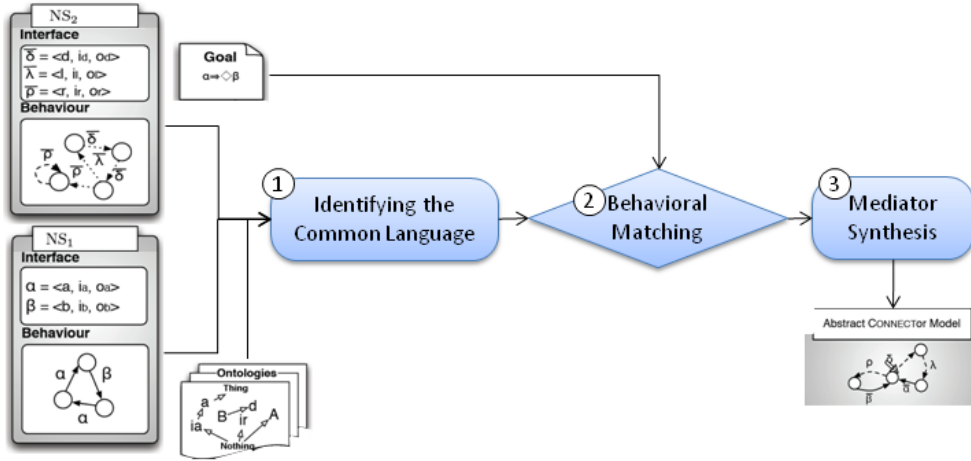 NS2
Interface
δ̅ = <d, id, od>
λ̅ = <l, il, ol>
ρ̅ = <r, ir, or>
Behaviour
δ̅
ρ̅
λ̅
ρ̅
δ̅
Goal
α⇒◇β
NS1
Interface
α = <a, ia, oa>
β = <b, ib, ob>
Behaviour
α
β
α
Ontologies
Thing
a
B
d
A
ia
ir
Nothing
1
Identifying the
Common Language
2
Behavioral
Matching
3
Mediator
Synthesis
Abstract CONNECTor Model
ρ
δ
λ
β̅
α̅